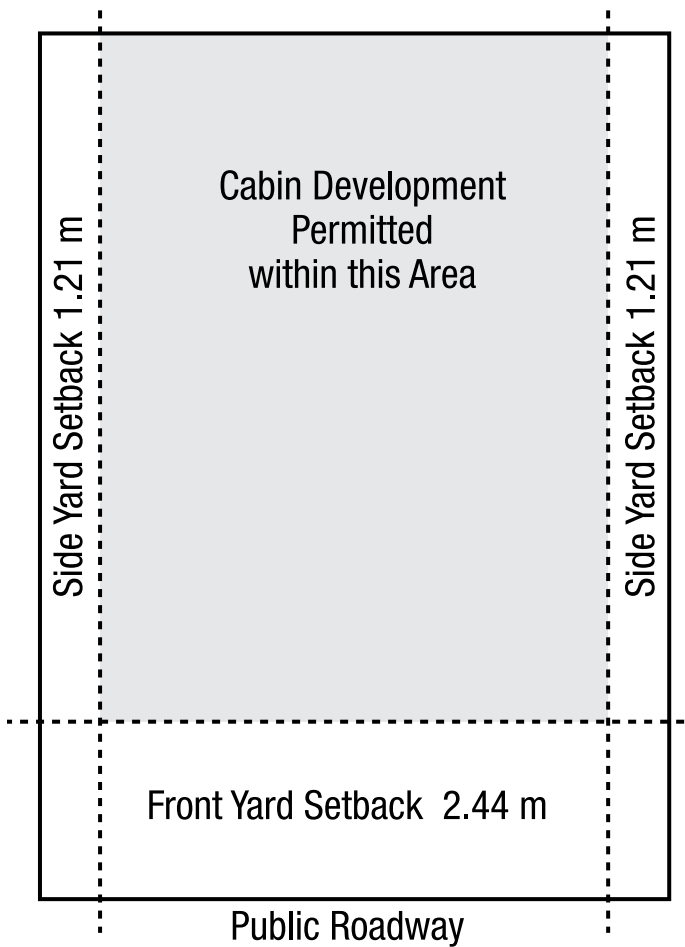 Cabin Development
Permitted
within this Area
Side Yard Setback 1.21 m
Side Yard Setback 1.21 m
Front Yard Setback 2.44 m
Public Roadway